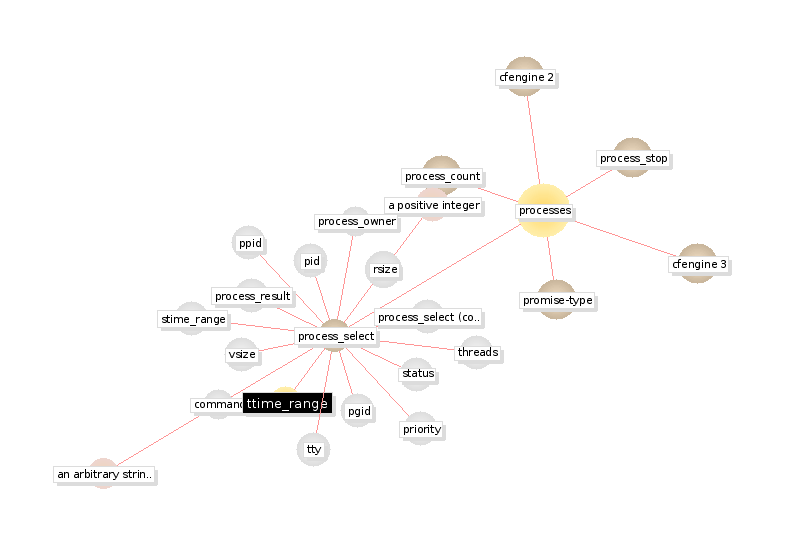 cfengine 2
process_stop
process_count
a positive integer
processes
process_owner
ppid
pid
rsize
cfengine 3
process_result
promise-type
stime_range
process_select (co..
process_select
vsize
threads
status
command
ttime_range
pgid
priority
tty
an arbitrary strin..